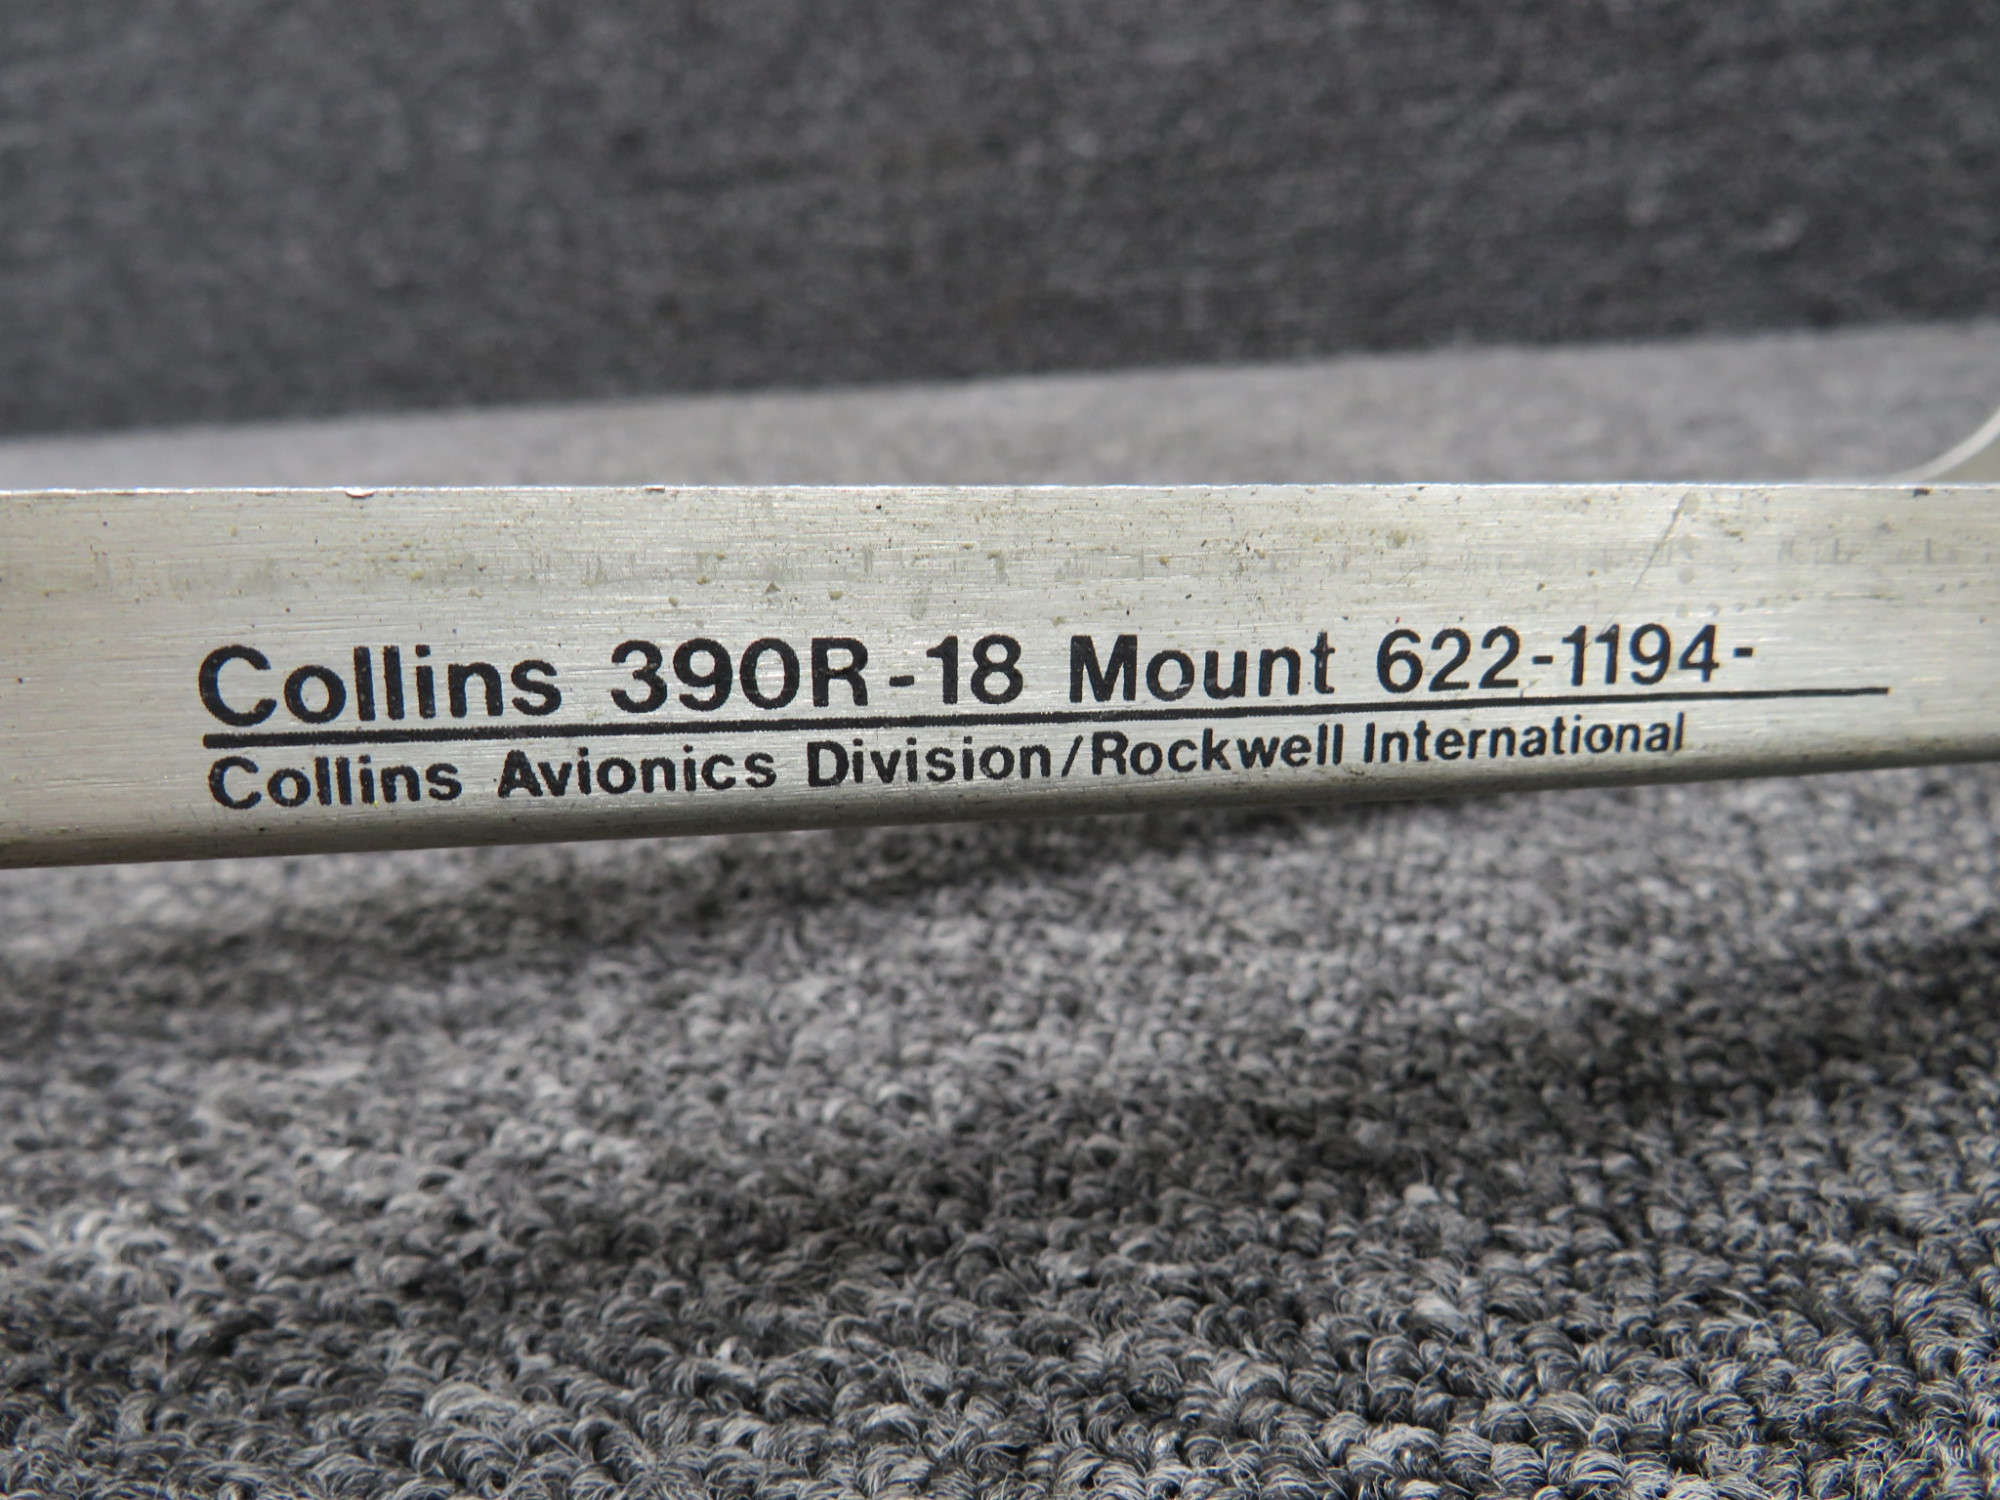 Collins 390R-18 Mount 622-1194-
Collins Avionics Division/Rockwell International